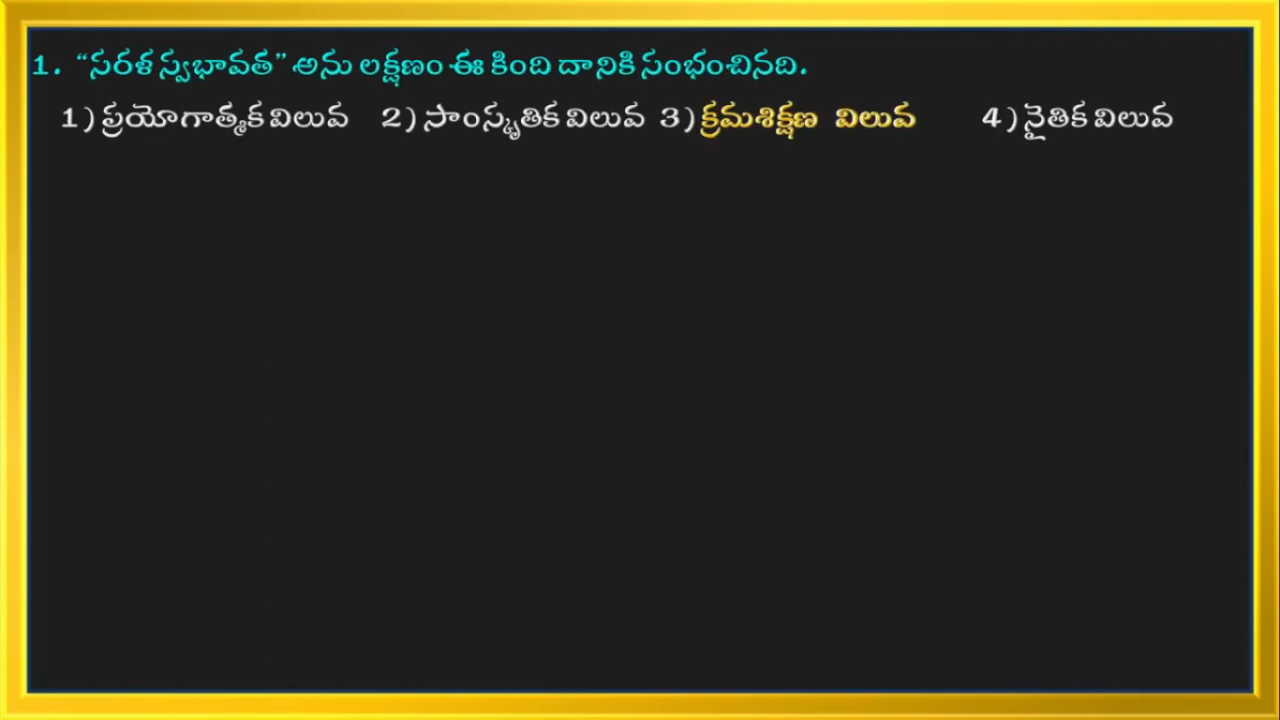 1. “సరళ స్వభావత” అను లక్షణం ఈ కింది దానికి సంభంచినది.
1) ప్రయోగాత్మక విలువ 2) సాంస్కృతిక విలువ 3) క్రమశిక్షణ విలువ 4) నైతిక విలువ